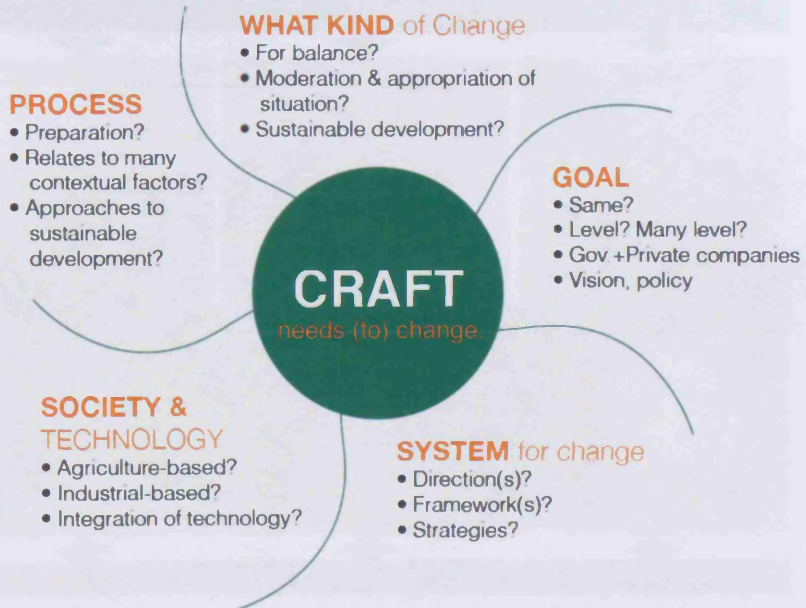 WHAT KIND of Change
• For balance?
• Moderation & appropriation of
situation?
• Sustainable development?
PROCESS
• Preparation?
• Relates to many
contextual factors?
• Approaches to
sustainable
development?
GOAL
• Same?
• Level? Many level?
• Gov.+Private companies
• Vision, policy
CRAFT
needs (to) change.
SOCIETY &
TECHNOLOGY
• Agriculture-based?
• Industrial-based?
• Integration of technology?
SYSTEM for change
• Direction(s)?
• Framework(s)?
• Strategies?